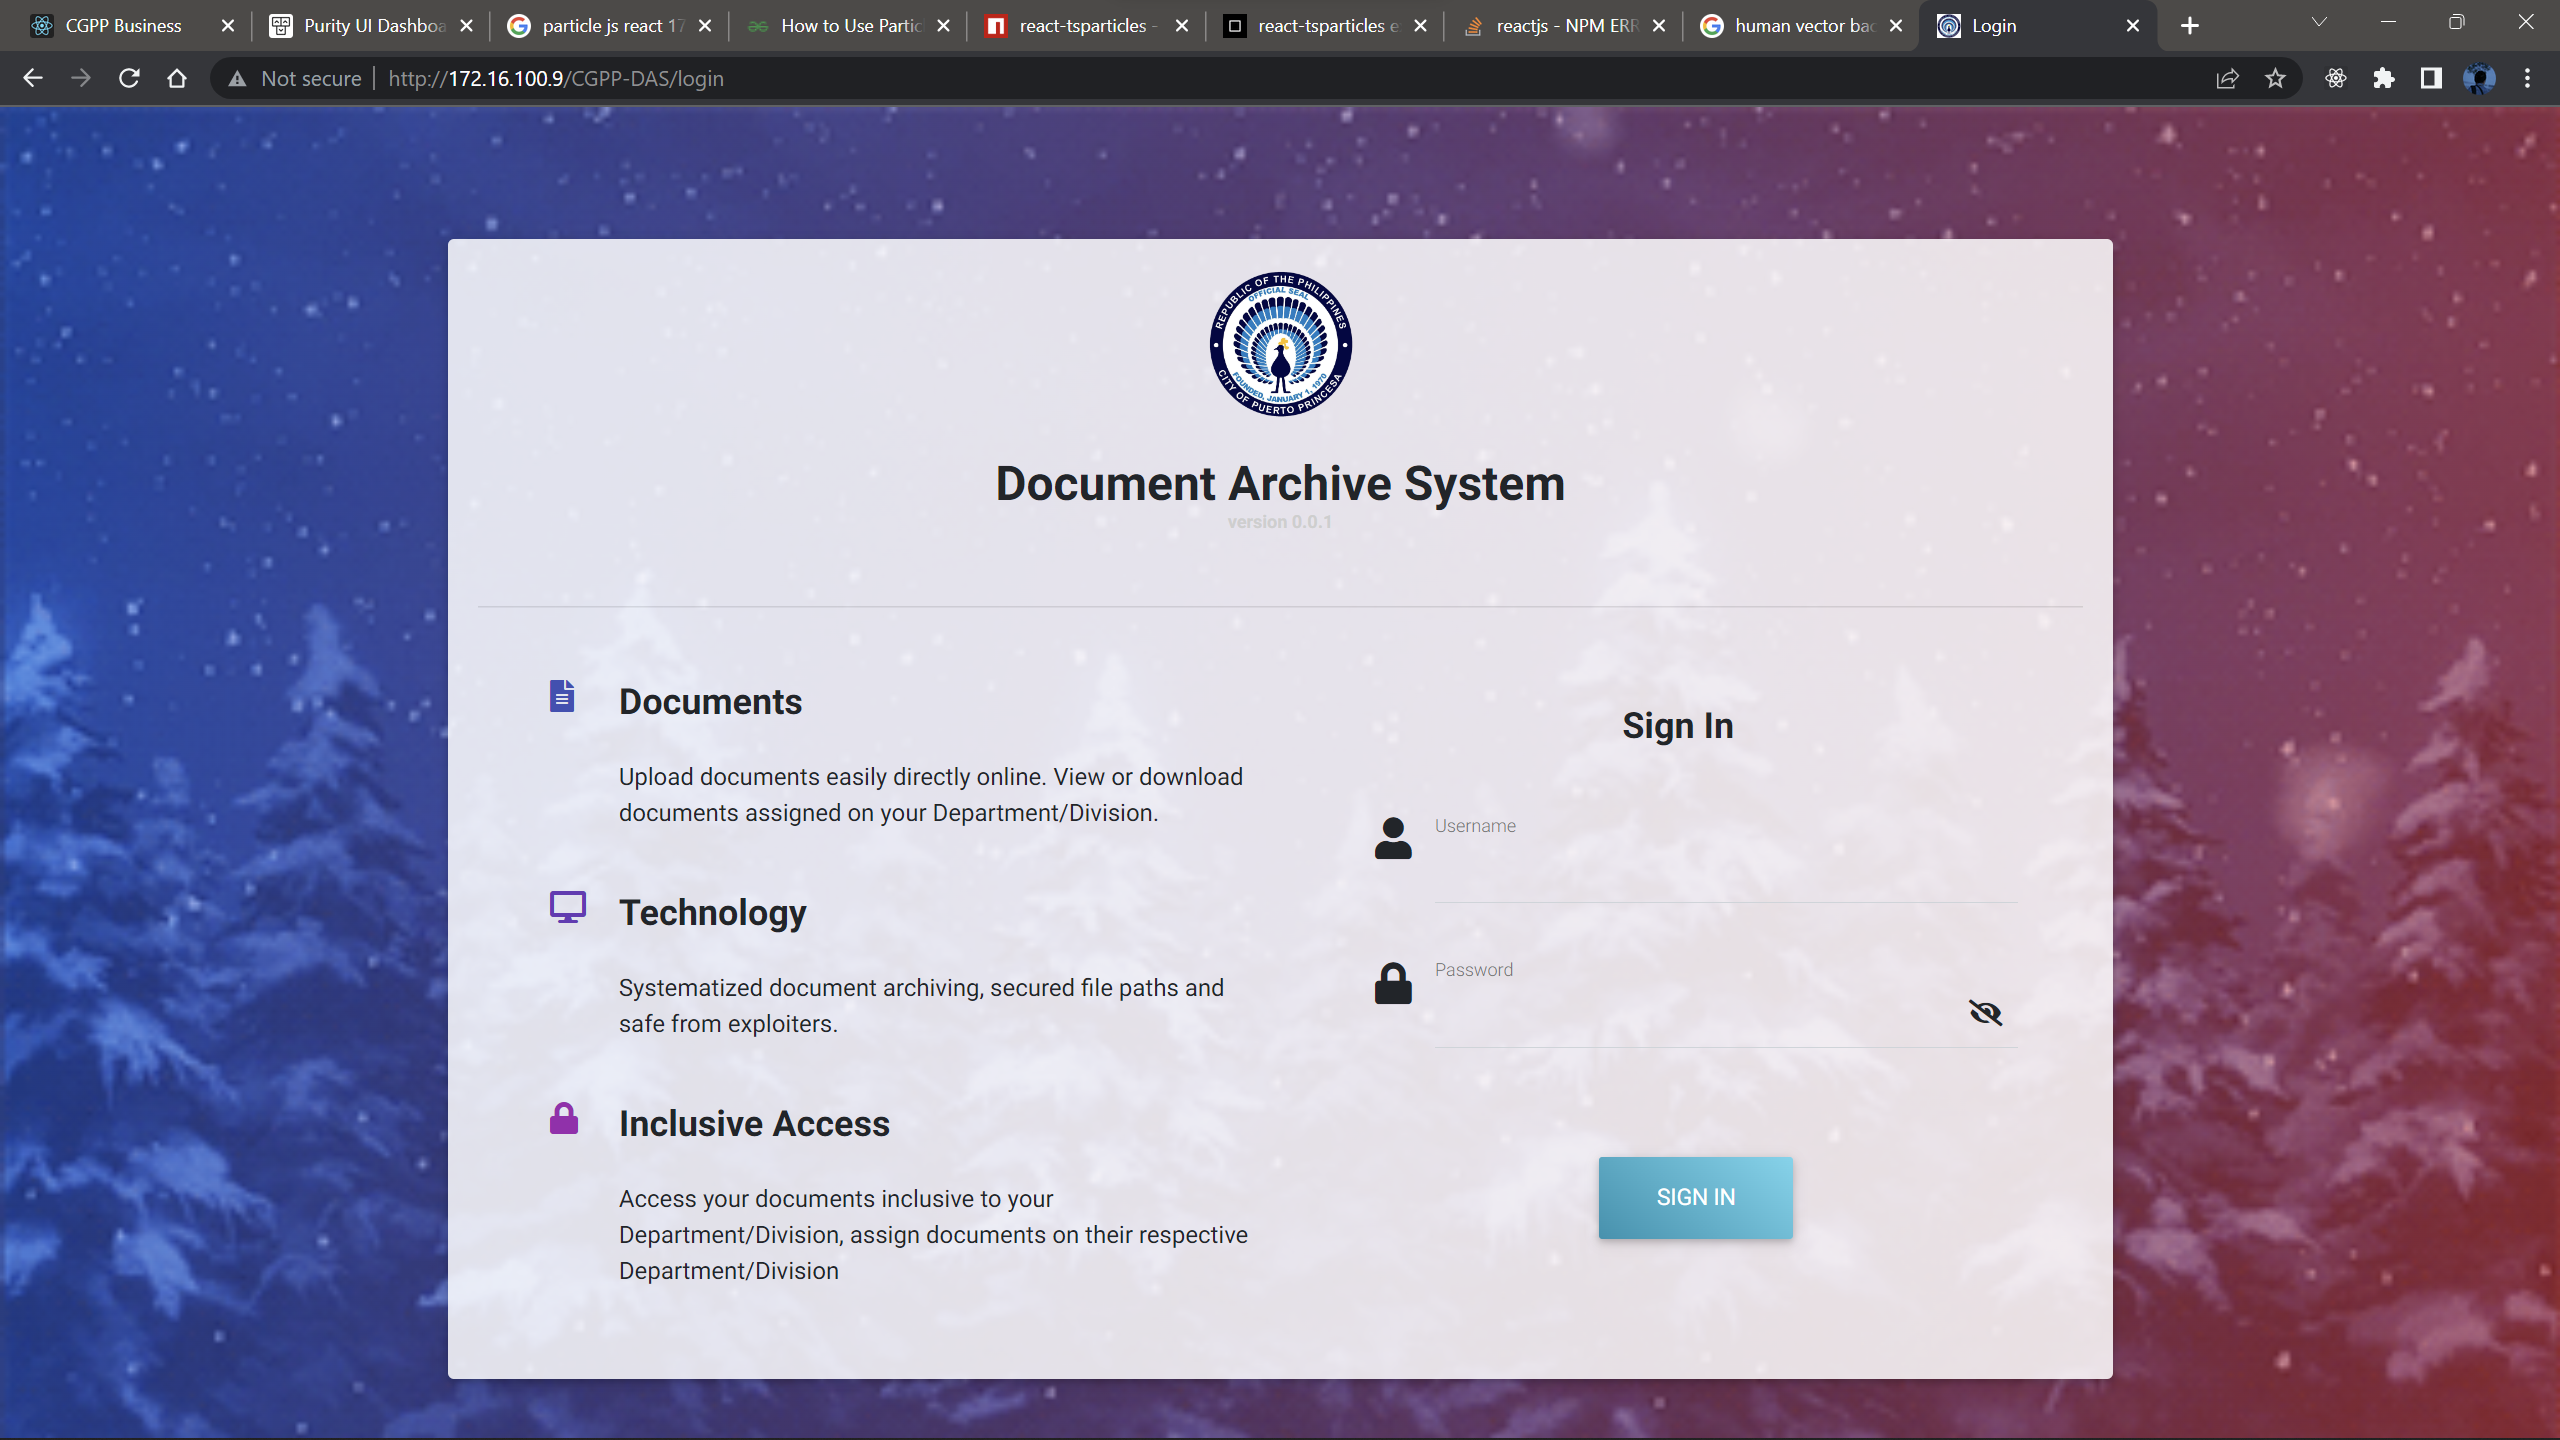 CGPP Business
Purity UI Dashboa
particle js react 17
How to Use Partic
react-tsparticles -
react-tsparticles e
reactjs - NPM ERR
human vector bac
Login
Not secure
http://172.16.100.9/CGPP-DAS/login
REPUBLIC OF THE PHILIPPINES
OFFICIAL SEAL
FOUNDED, JANUARY 1, 1970
CITY OF PUERTO PRINCESA
Document Archive System
version 0.0.1
Documents
Upload documents easily directly online. View or download
documents assigned on your Department/Division.
Technology
Systematized document archiving, secured file paths and
safe from exploiters.
Inclusive Access
Access your documents inclusive to your
Department/Division, assign documents on their respective
Department/Division
Sign In
Username
Password
SIGN IN